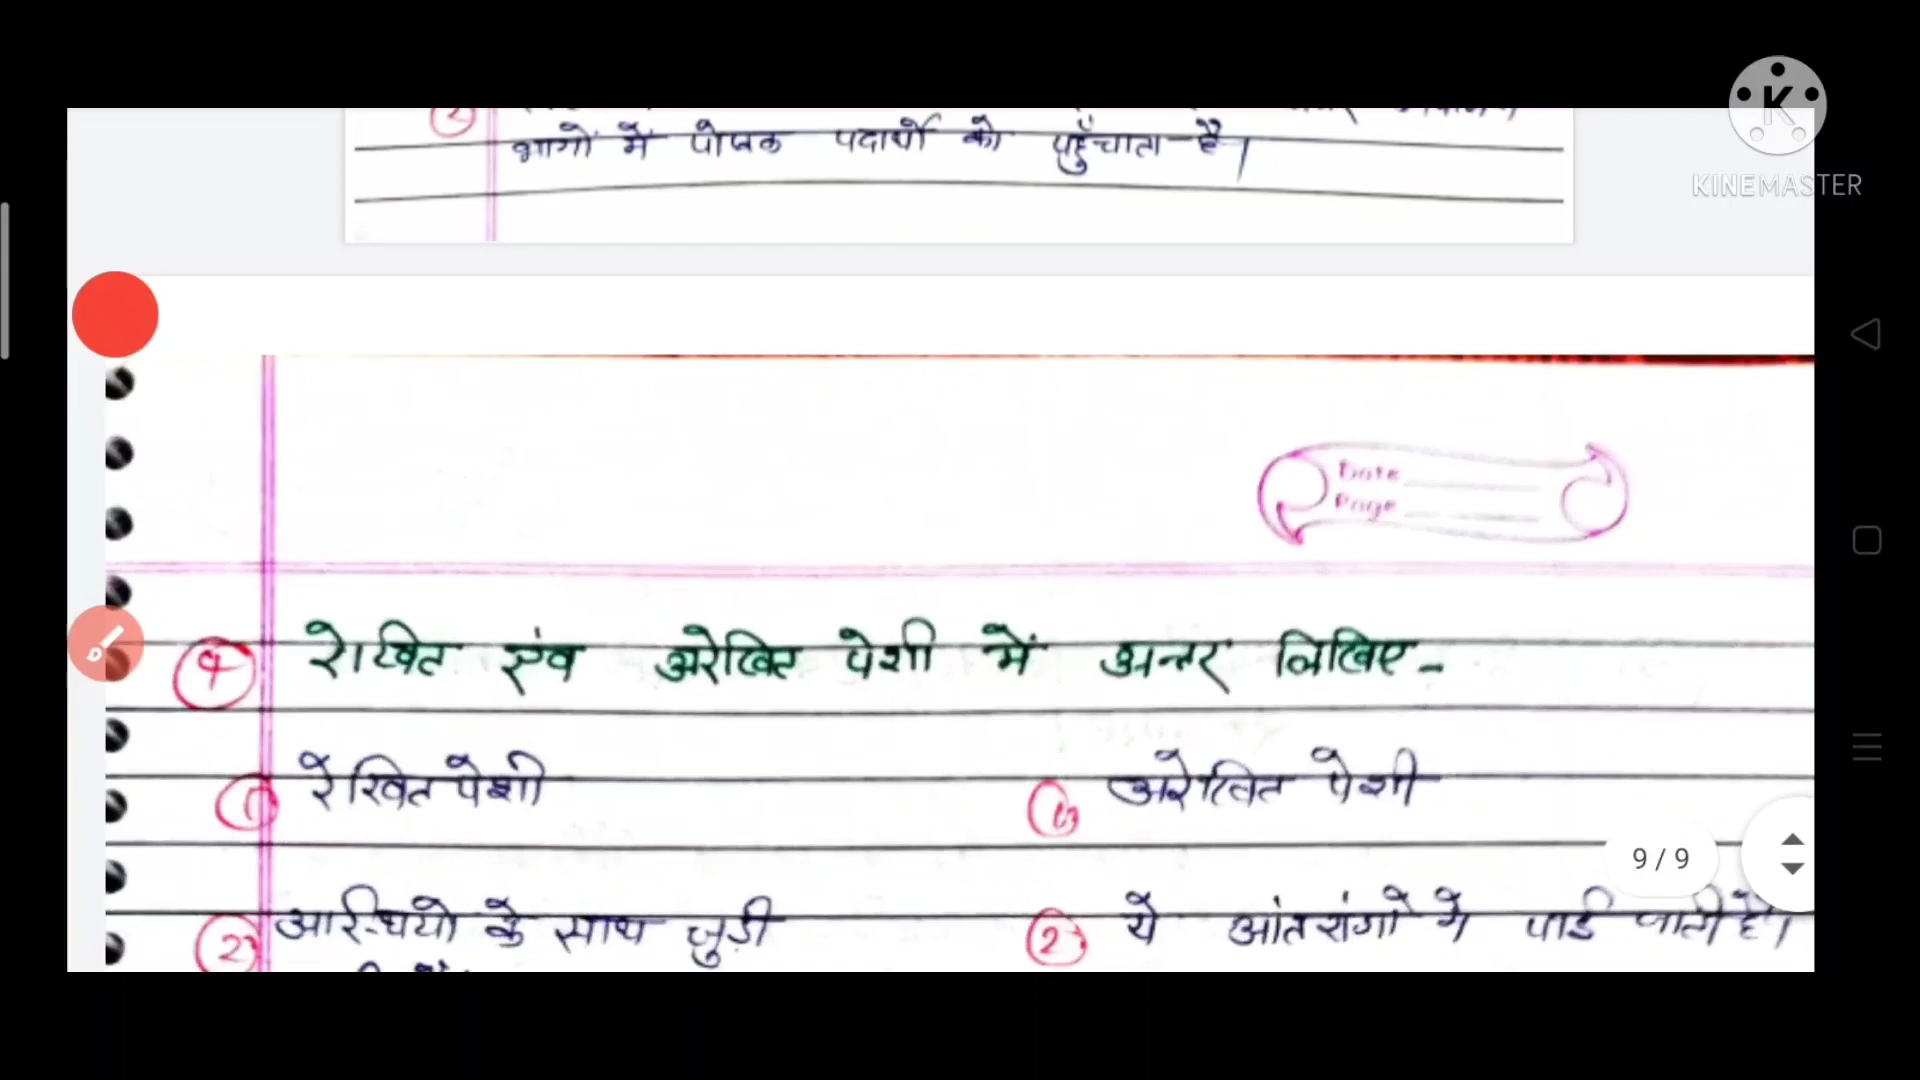 भागों में पोषक पदार्थो को पहुँचाता है।
KINEMASTER
Date
Page
4 रेखित एंव अरेखित पेशी में अन्तर लिखिए-
1 रेखित पेशी
1 अरेखित पेशी
9 / 9
2 अस्थियो के साथ जुड़ी
2 ये आंतरांगो मे पाई जाती है।